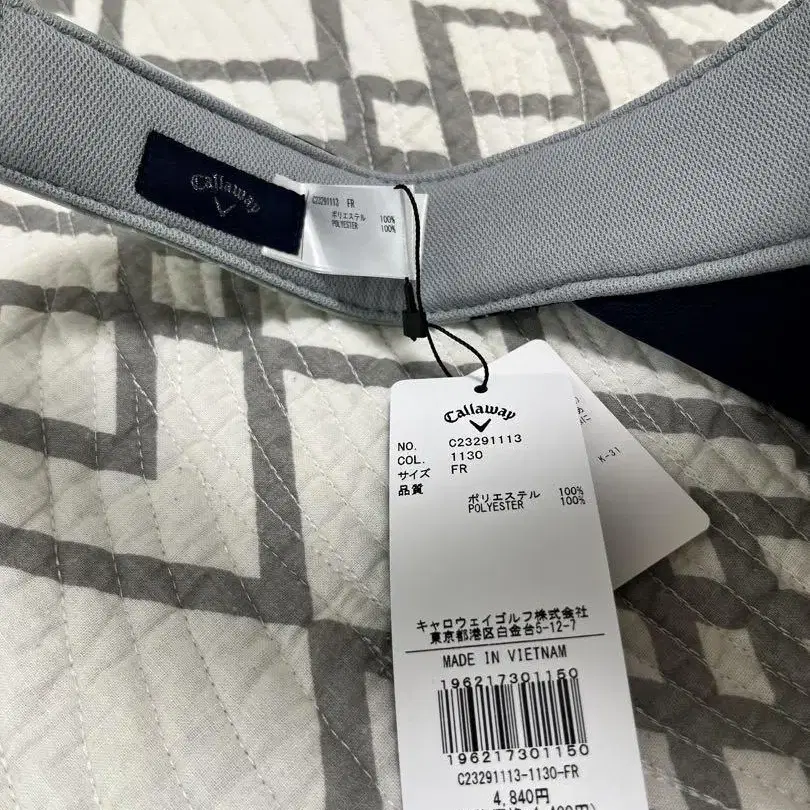 Callaway
C23291113 FR
ポリエステル 100%
POLYESTER 100%
Callaway
NO. C23291113
COL. 1130
サイズ FR
品質
ポリエステル 100%
POLYESTER 100%
キャロウェイゴルフ株式会社
東京都港区白金台5-12-7
MADE IN VIETNAM
196217301150
196217301150
C23291113-1130-FR
4,840円
K-31